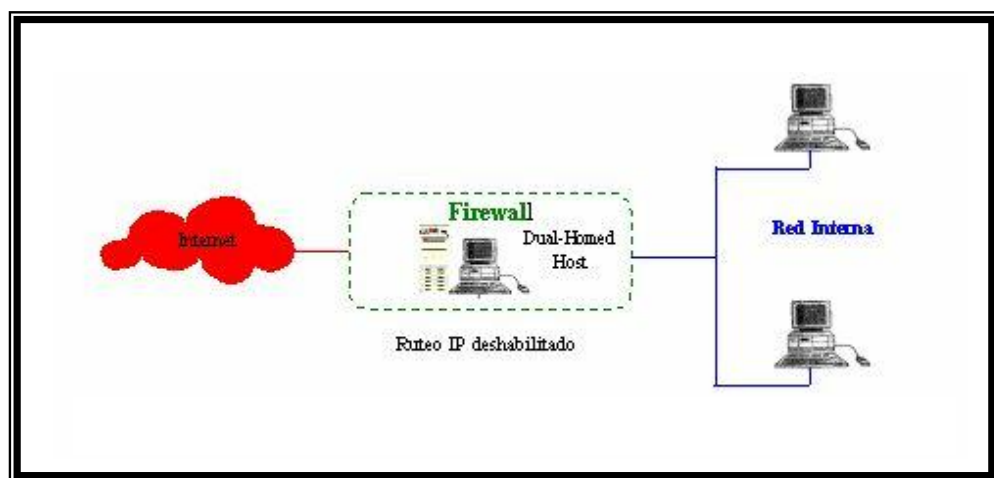 Internet
Firewall
Dual-Homed
Host
Ruteo IP deshabilitado
Red Interna